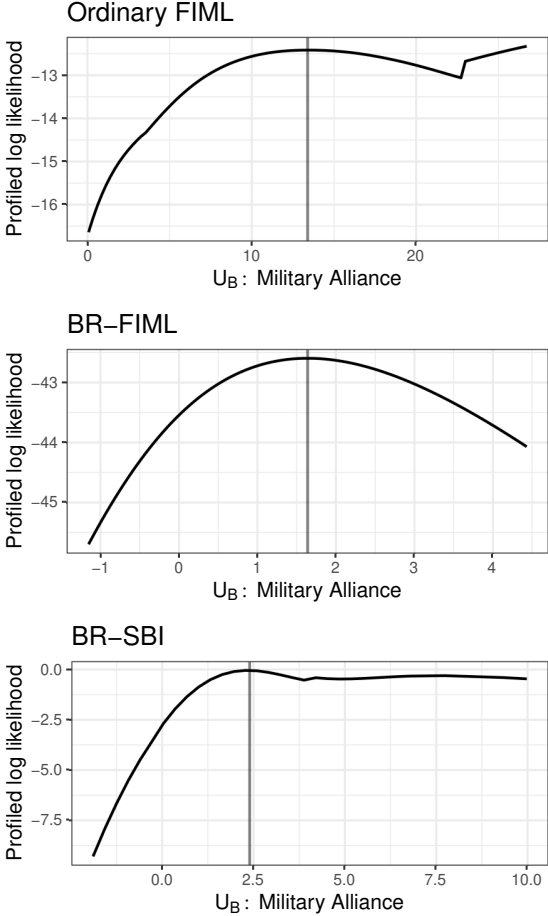 Ordinary FIML
Profiled log likelihood
−13
−14
−15
−16
0 10 20
U_B : Military Alliance
BR−FIML
Profiled log likelihood
−43
−44
−45
−1 0 1 2 3 4
U_B : Military Alliance
BR−SBI
Profiled log likelihood
0.0
−2.5
−5.0
−7.5
0.0 2.5 5.0 7.5 10.0
U_B : Military Alliance